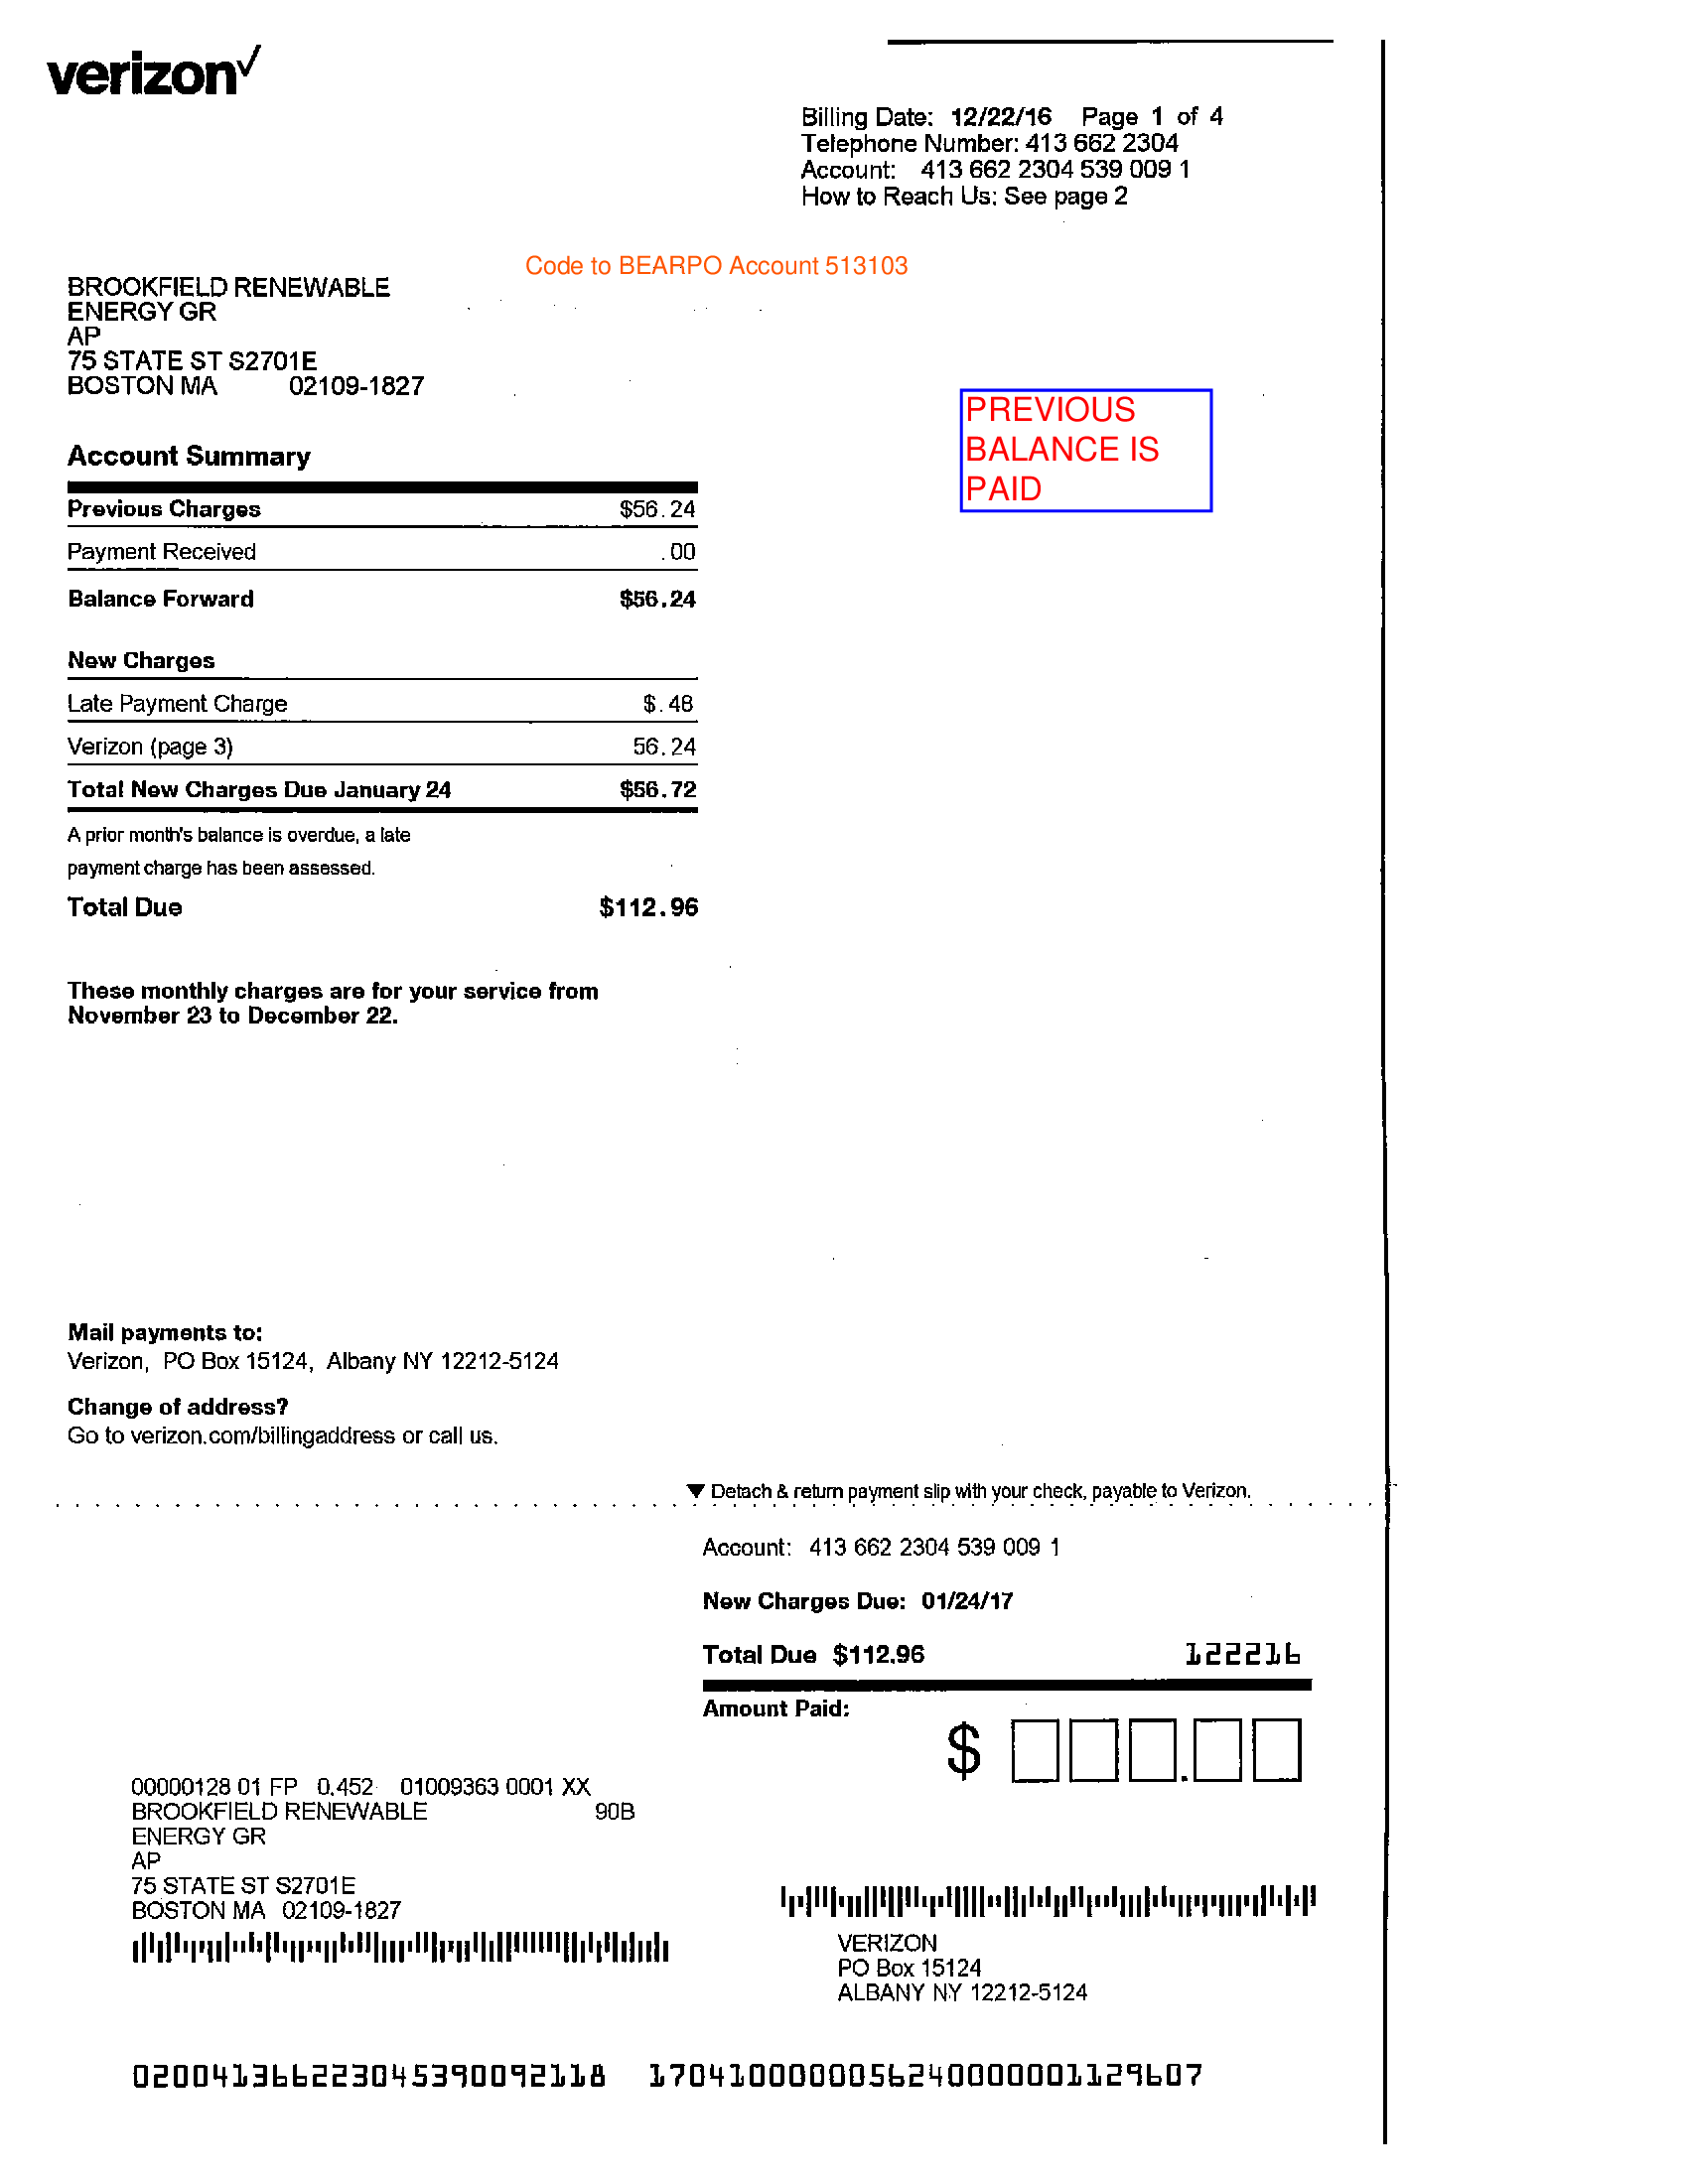 verizon✓
Billing Date: 12/22/16 Page 1 of 4
Telephone Number: 413 662 2304
Account: 413 662 2304 539 009 1
How to Reach Us: See page 2
Code to BEARPO Account 513103
BROOKFIELD RENEWABLE
ENERGY GR
AP
75 STATE ST S2701E
BOSTON MA 02109-1827
PREVIOUS
BALANCE IS
PAID
Account Summary
Previous Charges $56.24
Payment Received .00
Balance Forward $56.24
New Charges
Late Payment Charge $.48
Verizon (page 3) 56.24
Total New Charges Due January 24 $56.72
A prior month's balance is overdue, a late
payment charge has been assessed.
Total Due $112.96
These monthly charges are for your service from
November 23 to December 22.
Mail payments to:
Verizon, PO Box 15124, Albany NY 12212-5124
Change of address?
Go to verizon.com/billingaddress or call us.
▼ Detach & return payment slip with your check, payable to Verizon.
Account: 413 662 2304 539 009 1
New Charges Due: 01/24/17
Total Due $112.96 122216
Amount Paid:
$ .
00000128 01 FP 0.452 01009363 0001 XX
BROOKFIELD RENEWABLE 90B
ENERGY GR
AP
75 STATE ST S2701E
BOSTON MA 02109-1827
VERIZON
PO Box 15124
ALBANY NY 12212-5124
020041366223045390092118 17041000000056240000001129607